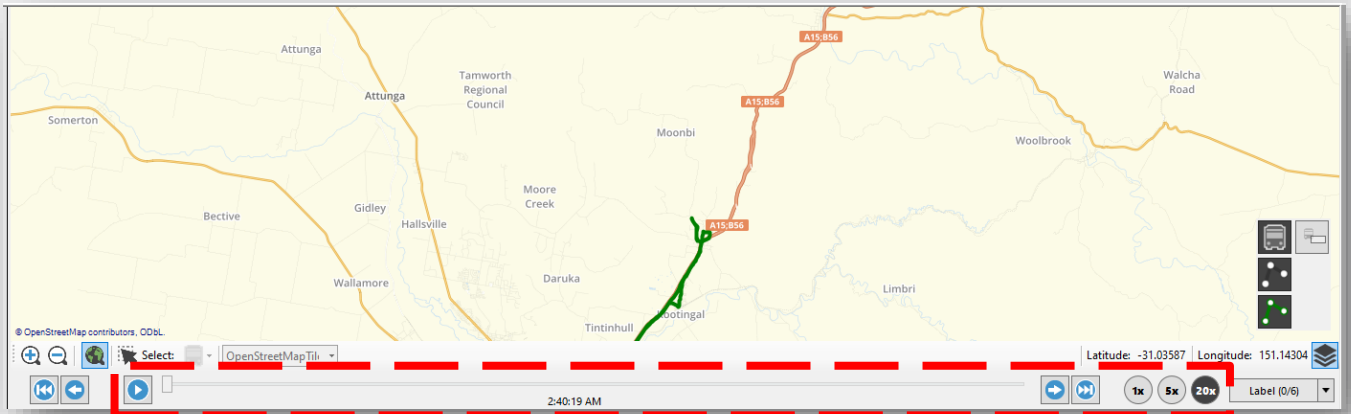 A15;B56
Attunga
Tamworth
Regional
Council
Walcha
Road
Attunga
A15;B56
Somerton
Moonbi
Woolbrook
Moore
Creek
Gidley
Bective
Hallsville
A15;B56
Daruka
Wallamore
Limbri
Kootingal
Tintinhull
© OpenStreetMap contributors, ODbL.
Select:
OpenStreetMapTil
Latitude: -31.03587 Longitude: 151.14304
1x 5x 20x Label (0/6)
2:40:19 AM